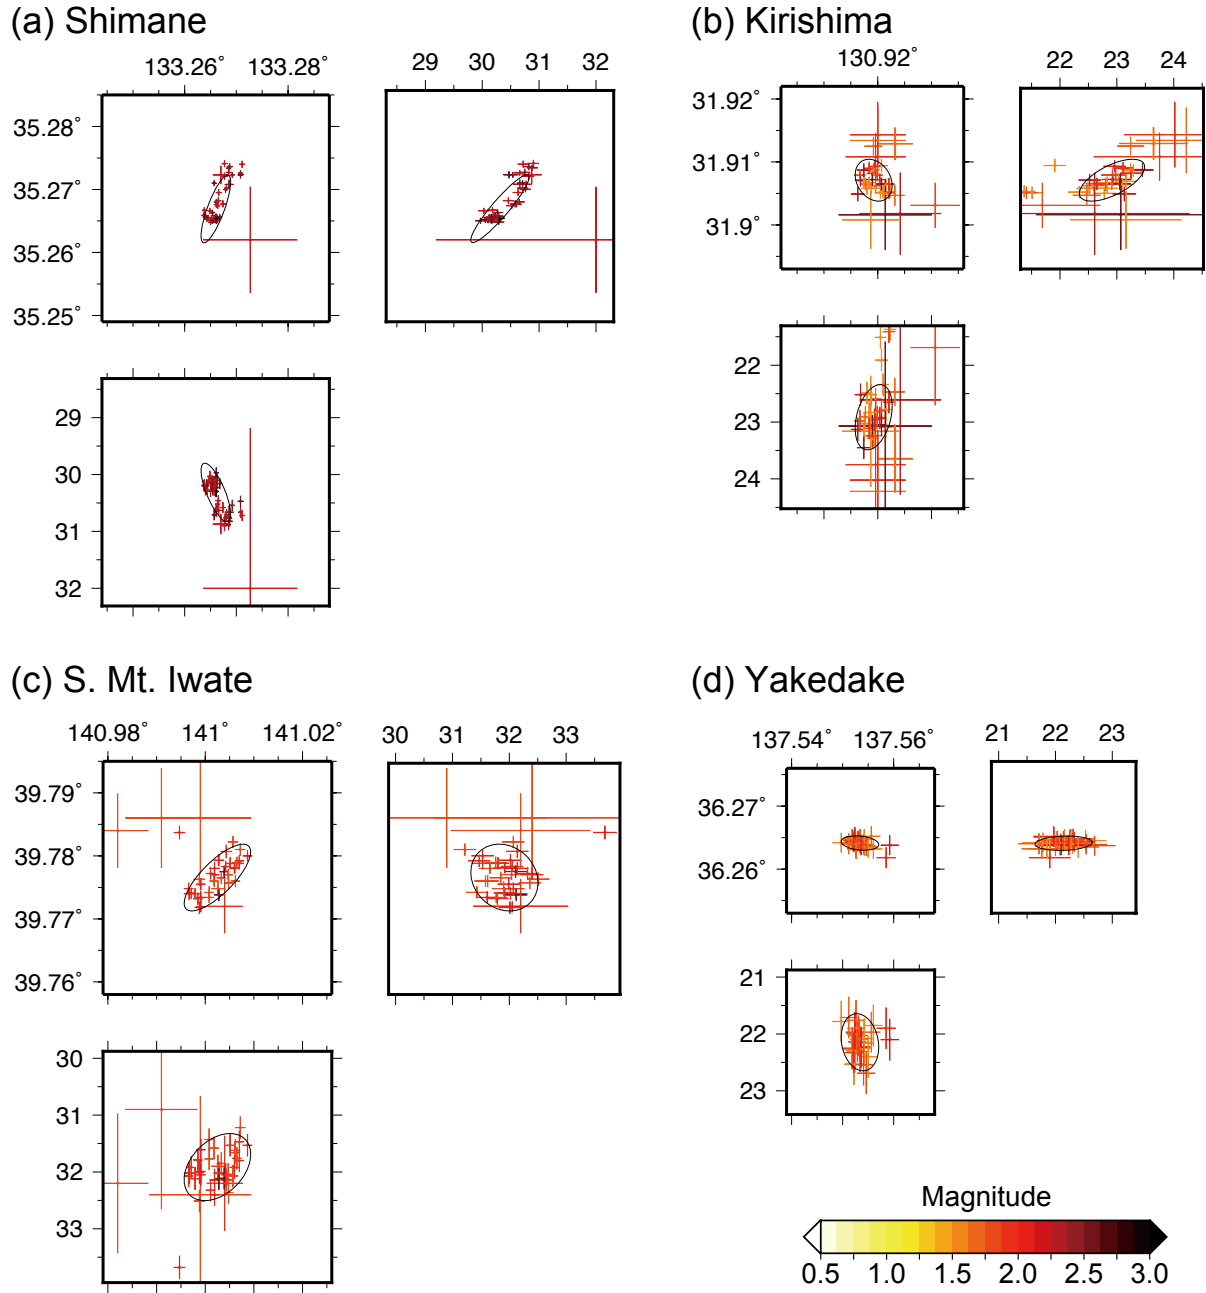 (a) Shimane
133.26° 133.28°
29 30 31 32
35.28°
35.27°
35.26°
35.25°
29
30
31
32
(b) Kirishima
130.92°
22 23 24
31.92°
31.91°
31.9°
22
23
24
(c) S. Mt. Iwate
140.98° 141° 141.02°
30 31 32 33
39.79°
39.78°
39.77°
39.76°
30
31
32
33
(d) Yakedake
137.54° 137.56°
21 22 23
36.27°
36.26°
21
22
23
Magnitude
0.5 1.0 1.5 2.0 2.5 3.0